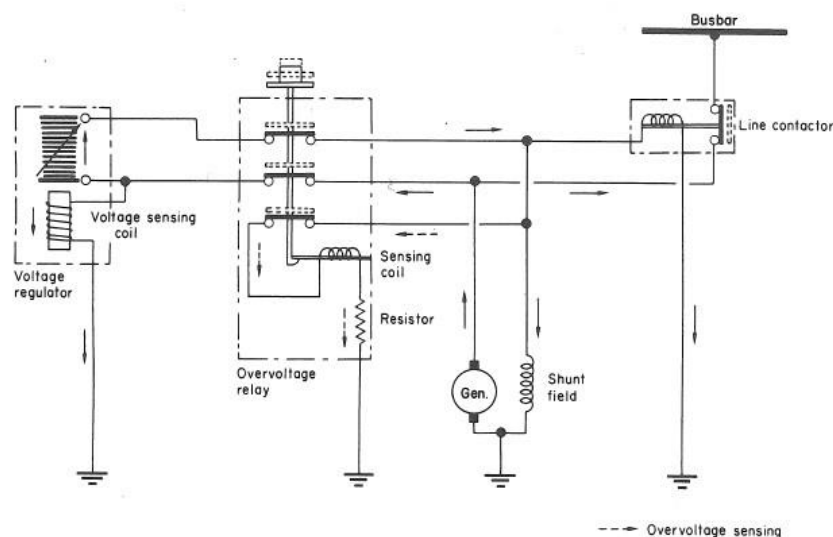 Busbar
Line contactor
Voltage sensing
coil
Voltage
regulator
Sensing
coil
Resistor
Overvoltage
relay
Gen.
Shunt
field
Overvoltage sensing